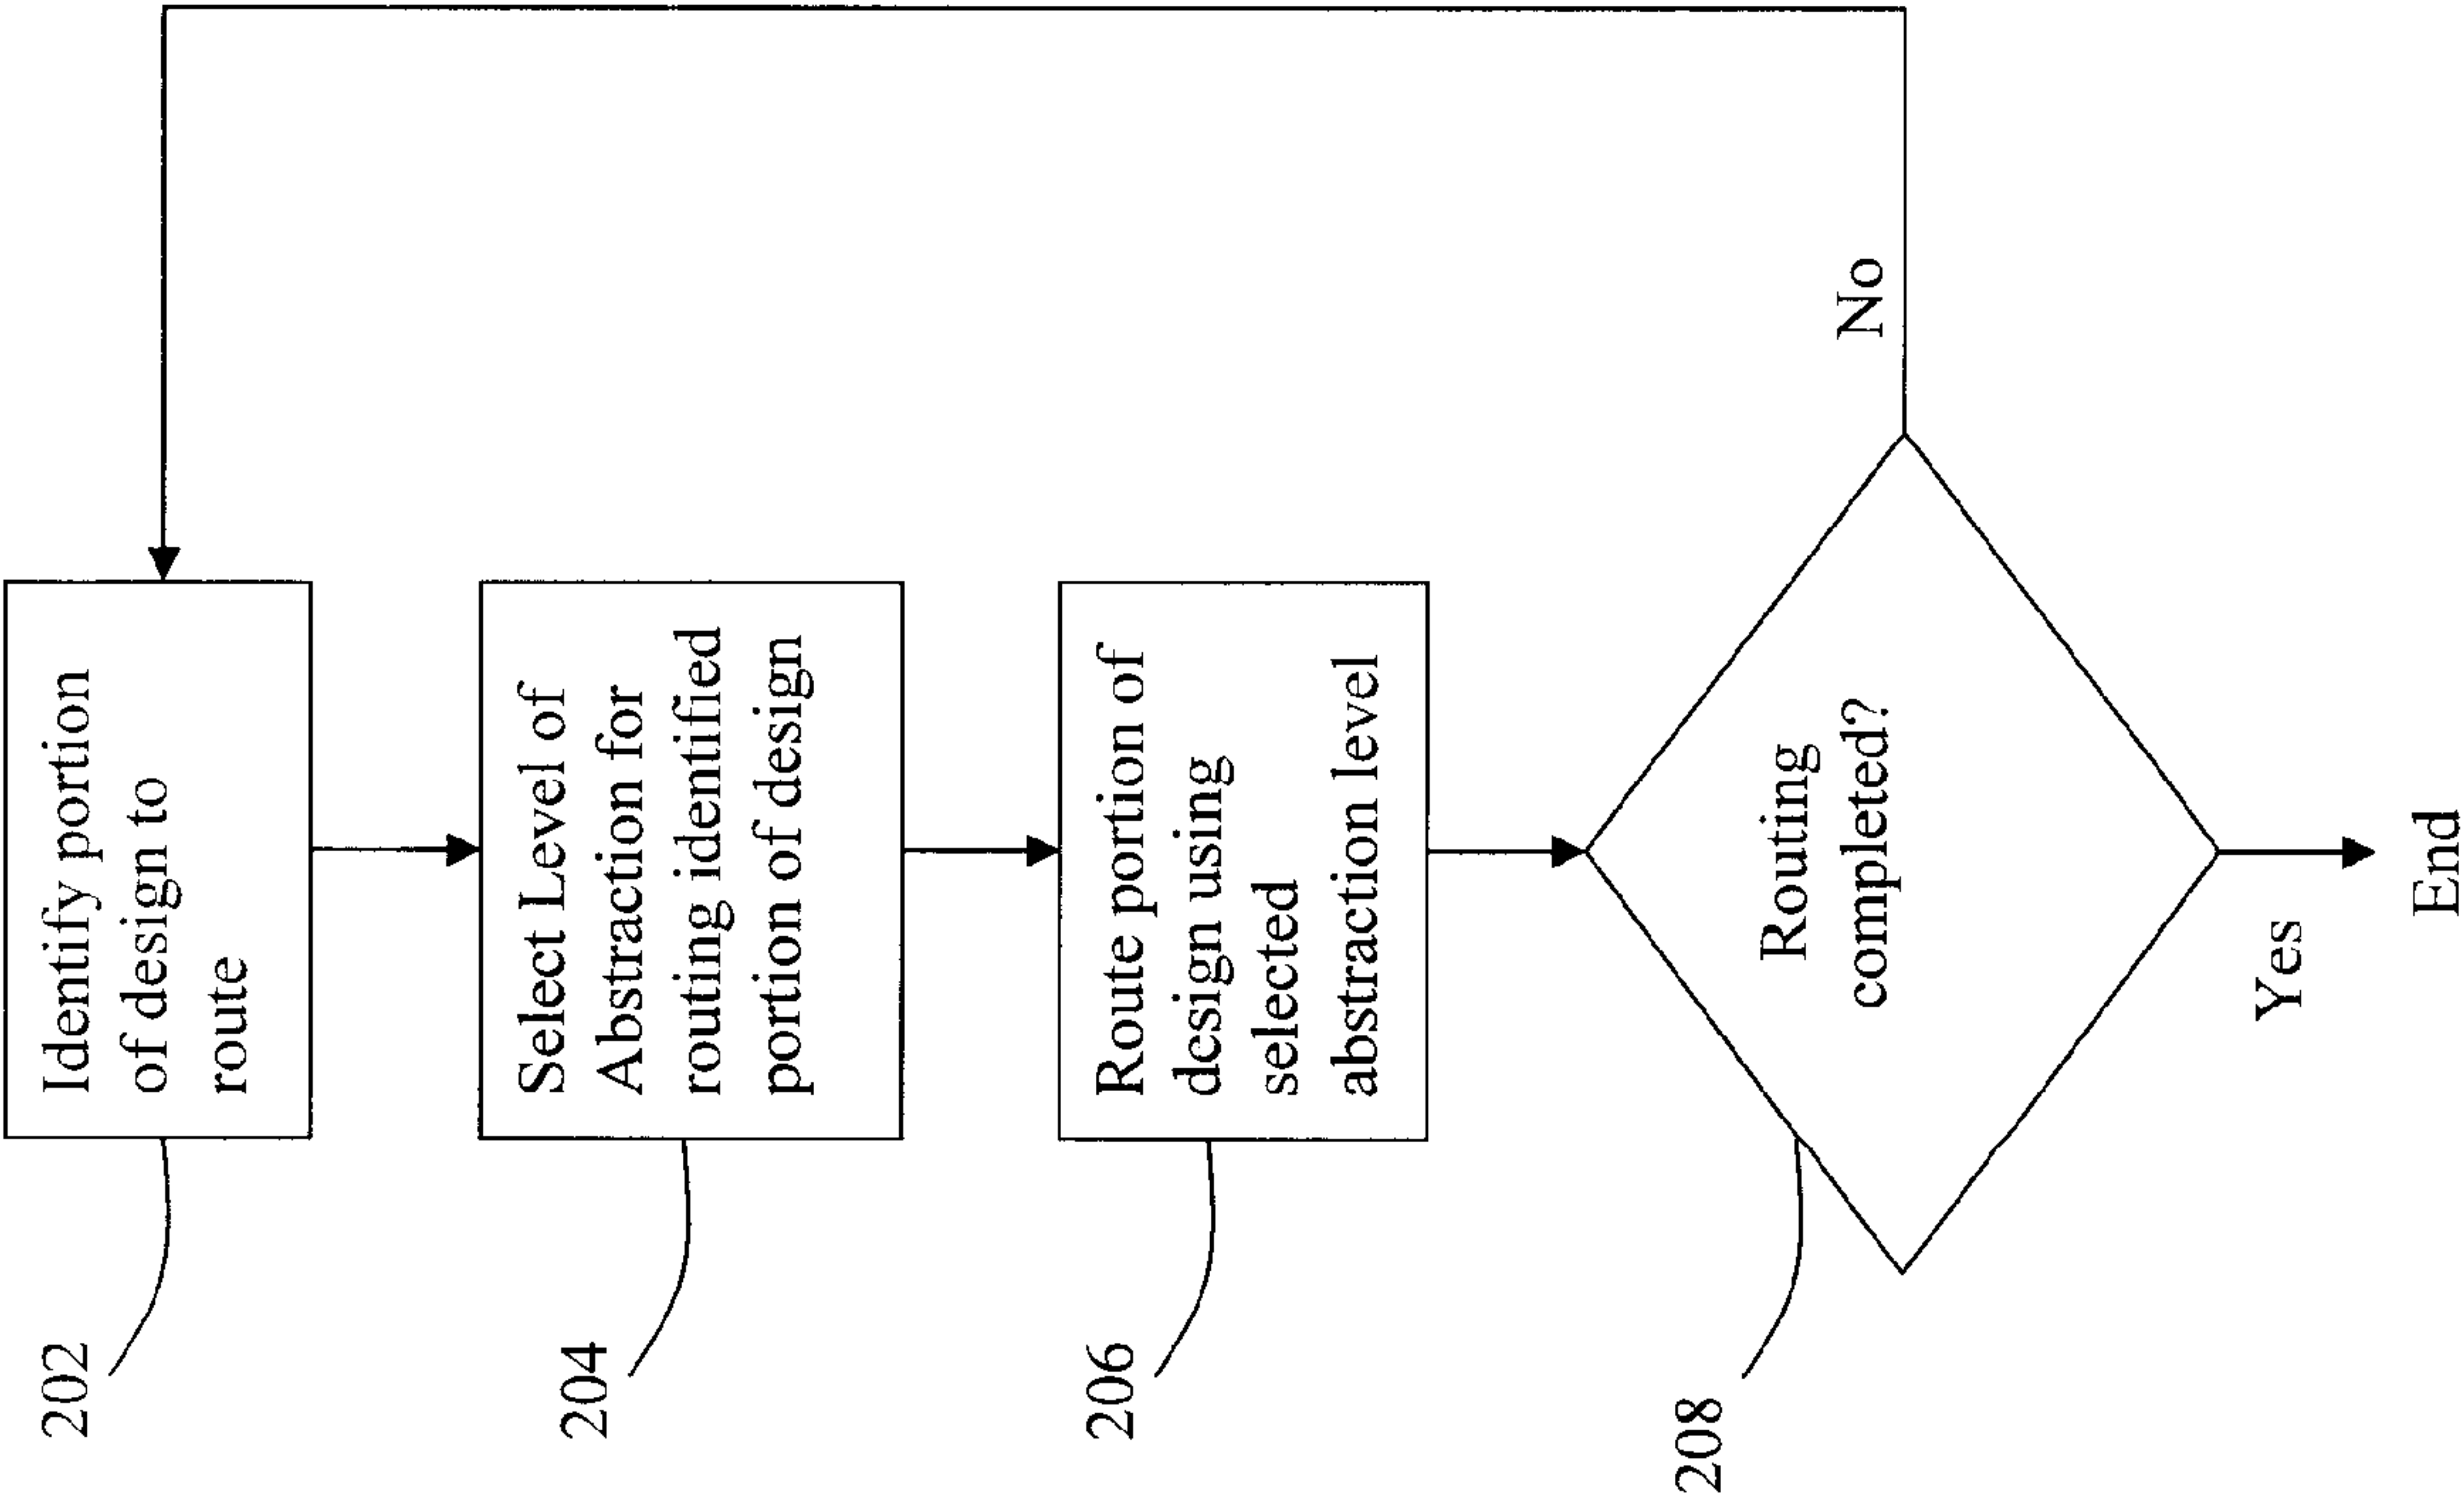 202
Identify portion
of design to
route
204
Select Level of
Abstraction for
routing identified
portion of design
206
Route portion of
design using
selected
abstraction level
208
Routing
completed?
No
Yes
End